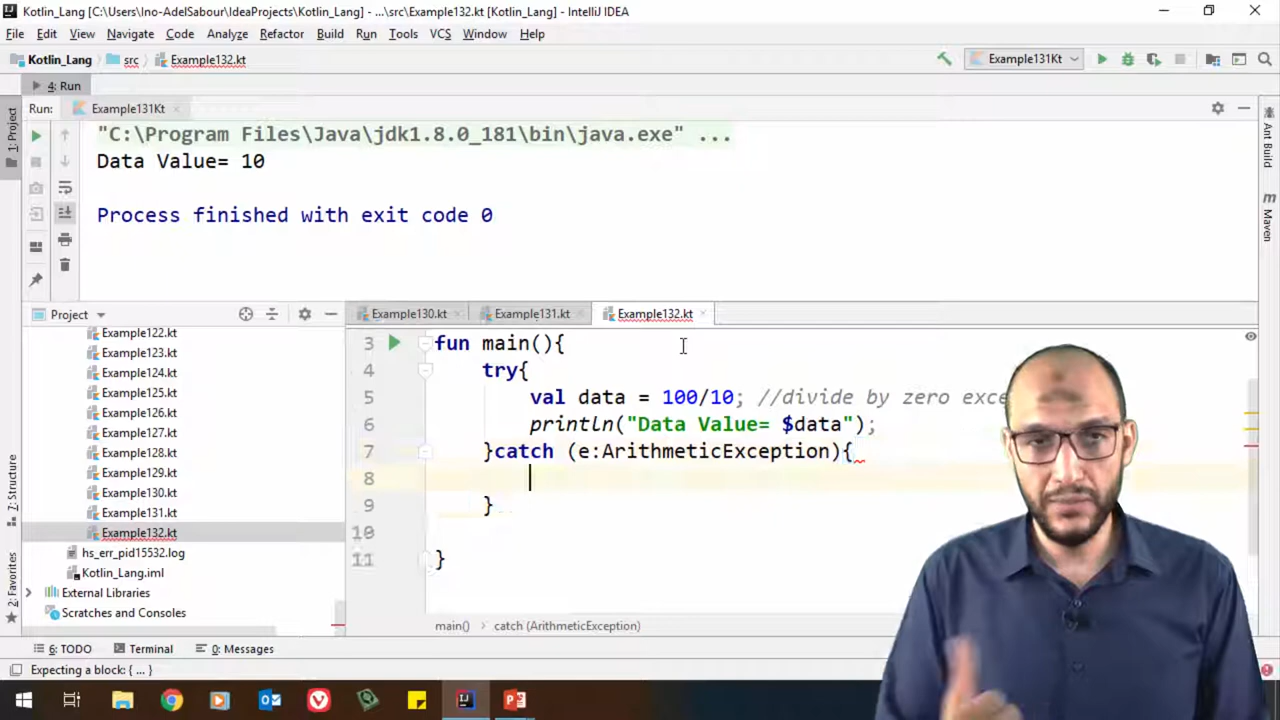 Kotlin_Lang [C:\Users\Ino-AdelSabour\IdeaProjects\Kotlin_Lang] - ...\src\Example132.kt [Kotlin_Lang] - IntelliJ IDEA
File Edit View Navigate Code Analyze Refactor Build Run Tools VCS Window Help
Kotlin_Lang src Example132.kt Example131Kt
4: Run
Run: Example131Kt
"C:\Program Files\Java\jdk1.8.0_181\bin\java.exe" ...
Data Value= 10
Process finished with exit code 0
1: Project
Ant Build
Maven
Project
Example130.kt Example131.kt Example132.kt
Example122.kt
Example123.kt
Example124.kt
Example125.kt
Example126.kt
Example127.kt
Example128.kt
Example129.kt
Example130.kt
Example131.kt
Example132.kt
hs_err_pid15532.log
Kotlin_Lang.iml
External Libraries
Scratches and Consoles
7: Structure
2: Favorites
3 fun main(){
4 try{
5 val data = 100/10; //divide by zero exce
6 println("Data Value= $data");
7 }catch (e:ArithmeticException){
8
9 }
10
11 }
main() catch (ArithmeticException)
6: TODO Terminal 0: Messages
Expecting a block: { ... }